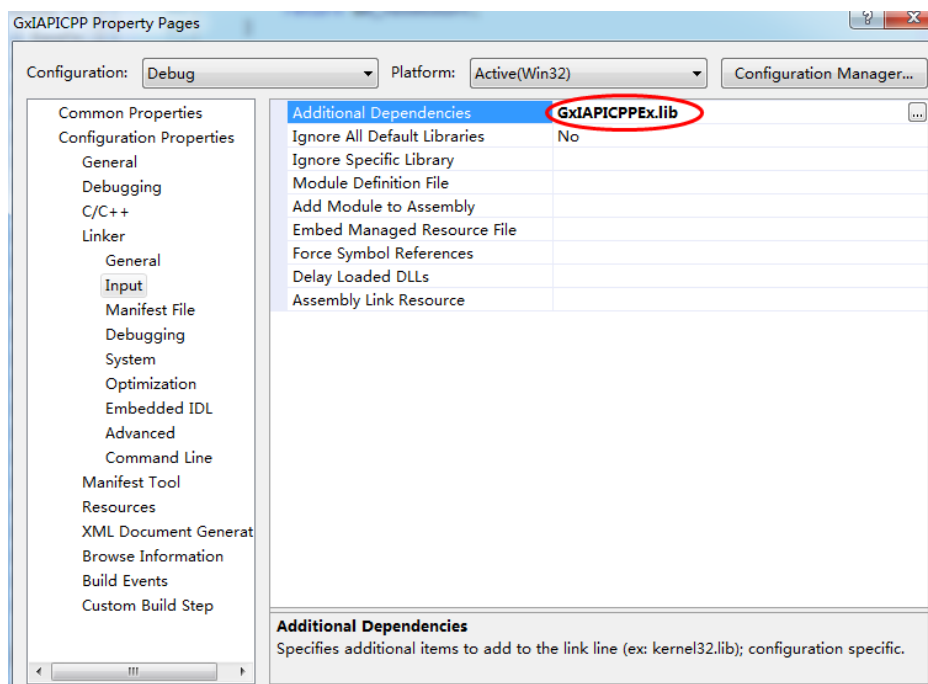 GxIAPICPP Property Pages
Configuration: Debug Platform: Active(Win32) Configuration Manager...
Common Properties
Configuration Properties
General
Debugging
C/C++
Linker
General
Input
Manifest File
Debugging
System
Optimization
Embedded IDL
Advanced
Command Line
Manifest Tool
Resources
XML Document Generat
Browse Information
Build Events
Custom Build Step
Additional Dependencies GxIAPICPPEx.lib ...
Ignore All Default Libraries No
Ignore Specific Library
Module Definition File
Add Module to Assembly
Embed Managed Resource File
Force Symbol References
Delay Loaded DLLs
Assembly Link Resource
Additional Dependencies
Specifies additional items to add to the link line (ex: kernel32.lib); configuration specific.